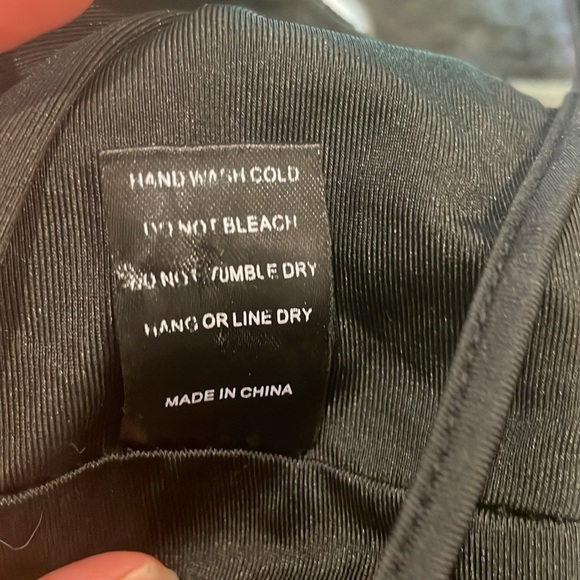 HAND WASH COLD
DO NOT BLEACH
DO NOT TUMBLE DRY
HANG OR LINE DRY
MADE IN CHINA